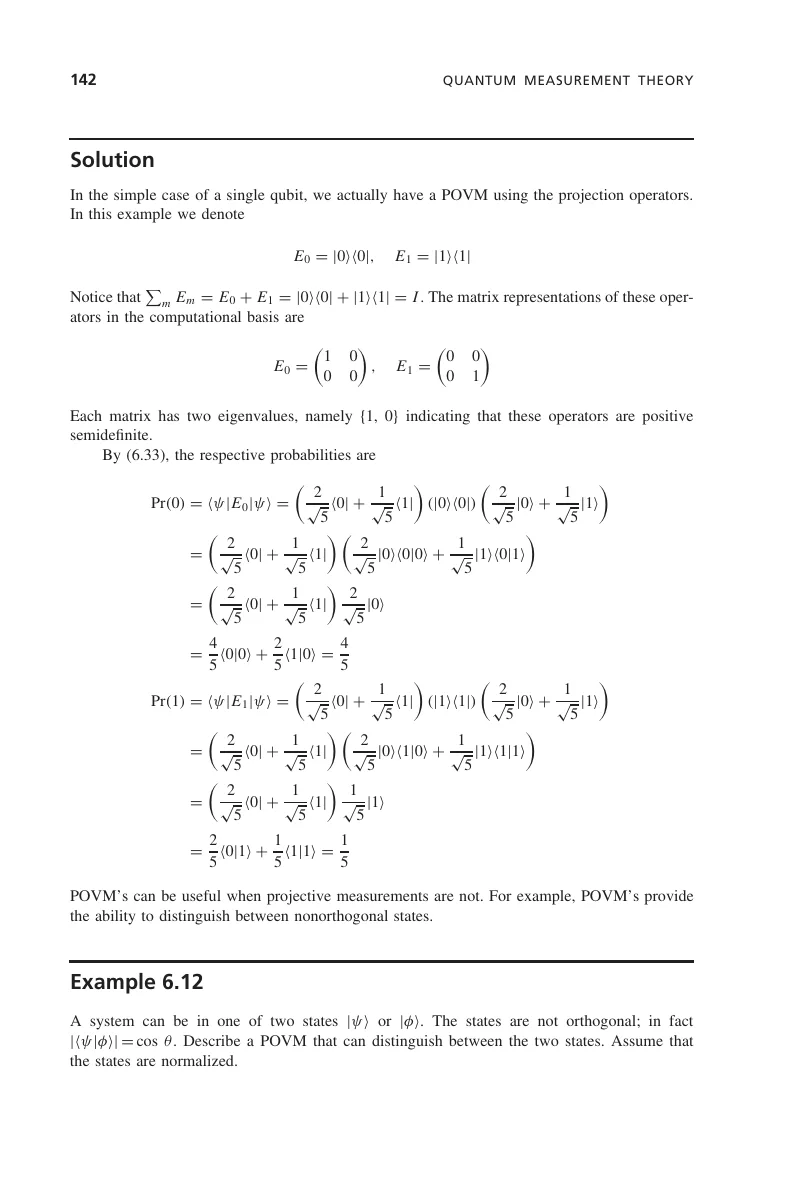 142 QUANTUM MEASUREMENT THEORY
Solution
In the simple case of a single qubit, we actually have a POVM using the projection operators.
In this example we denote
E₀ = |0⟩⟨0|, E₁ = |1⟩⟨1|
Notice that ∑ₘ Eₘ = E₀ + E₁ = |0⟩⟨0| + |1⟩⟨1| = I. The matrix representations of these oper-
ators in the computational basis are
E₀ = (1 0; 0 0), E₁ = (0 0; 0 1)
Each matrix has two eigenvalues, namely {1, 0} indicating that these operators are positive
semidefinite.
By (6.33), the respective probabilities are
Pr(0) = ⟨ψ|E₀|ψ⟩ = (2/√5 ⟨0| + 1/√5 ⟨1|) (|0⟩⟨0|) (2/√5 |0⟩ + 1/√5 |1⟩)
= (2/√5 ⟨0| + 1/√5 ⟨1|) (2/√5 |0⟩⟨0|0⟩ + 1/√5 |1⟩⟨0|1⟩)
= (2/√5 ⟨0| + 1/√5 ⟨1|) 2/√5 |0⟩
= 4/5 ⟨0|0⟩ + 2/5 ⟨1|0⟩ = 4/5
Pr(1) = ⟨ψ|E₁|ψ⟩ = (2/√5 ⟨0| + 1/√5 ⟨1|) (|1⟩⟨1|) (2/√5 |0⟩ + 1/√5 |1⟩)
= (2/√5 ⟨0| + 1/√5 ⟨1|) (2/√5 |0⟩⟨1|0⟩ + 1/√5 |1⟩⟨1|1⟩)
= (2/√5 ⟨0| + 1/√5 ⟨1|) 1/√5 |1⟩
= 2/5 ⟨0|1⟩ + 1/5 ⟨1|1⟩ = 1/5
POVM's can be useful when projective measurements are not. For example, POVM's provide
the ability to distinguish between nonorthogonal states.
Example 6.12
A system can be in one of two states |ψ⟩ or |ϕ⟩. The states are not orthogonal; in fact
|⟨ψ|ϕ⟩| = cos θ. Describe a POVM that can distinguish between the two states. Assume that
the states are normalized.